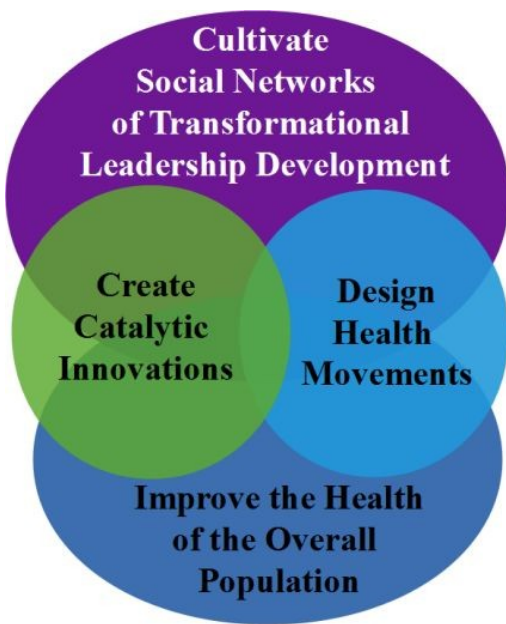 Cultivate
Social Networks
of Transformational
Leadership Development
Create
Catalytic
Innovations
Design
Health
Movements
Improve the Health
of the Overall
Population